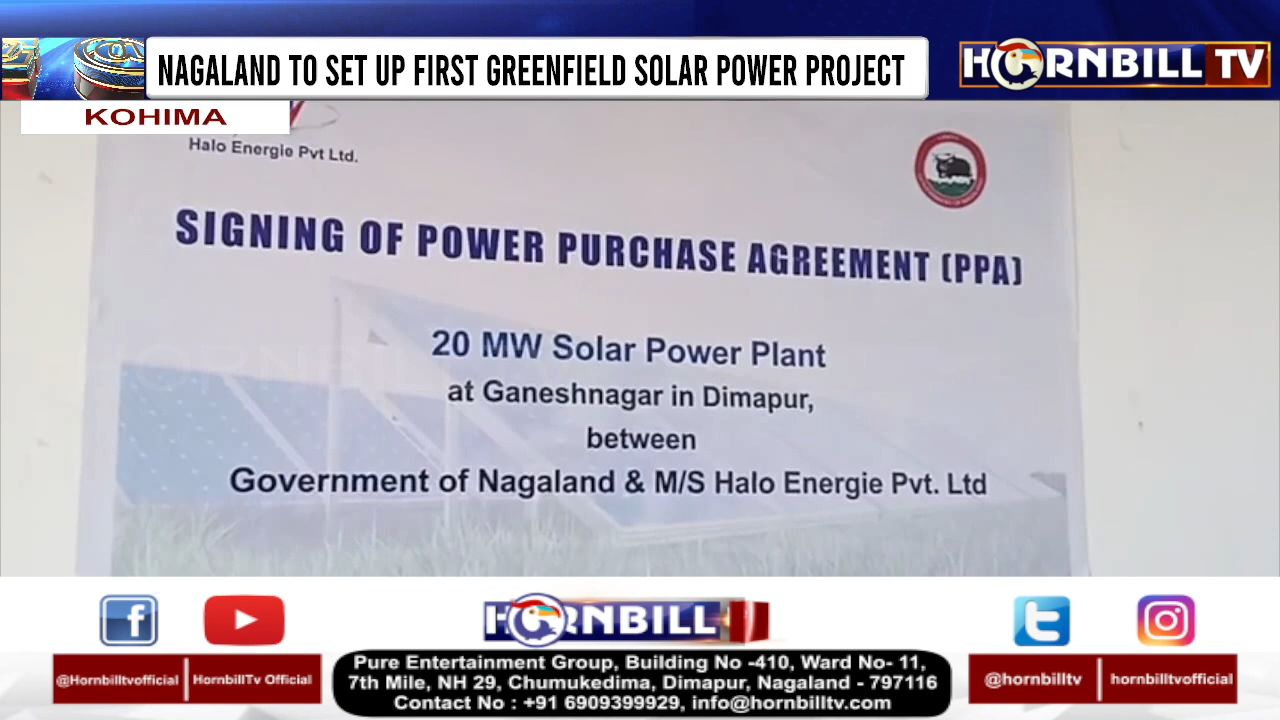 NAGALAND TO SET UP FIRST GREENFIELD SOLAR POWER PROJECT
HORNBILL TV
KOHIMA
Halo Energie Pvt Ltd.
SIGNING OF POWER PURCHASE AGREEMENT (PPA)
20 MW Solar Power Plant
at Ganeshnagar in Dimapur,
between
Government of Nagaland & M/S Halo Energie Pvt. Ltd
HORNBILL
@Hornbilltvofficial
HornbillTv Official
Pure Entertainment Group, Building No -410, Ward No- 11,
7th Mile, NH 29, Chumukedima, Dimapur, Nagaland - 797116
Contact No : +91 6909399929, info@hornbilltv.com
@hornbilltv
hornbilltvofficial